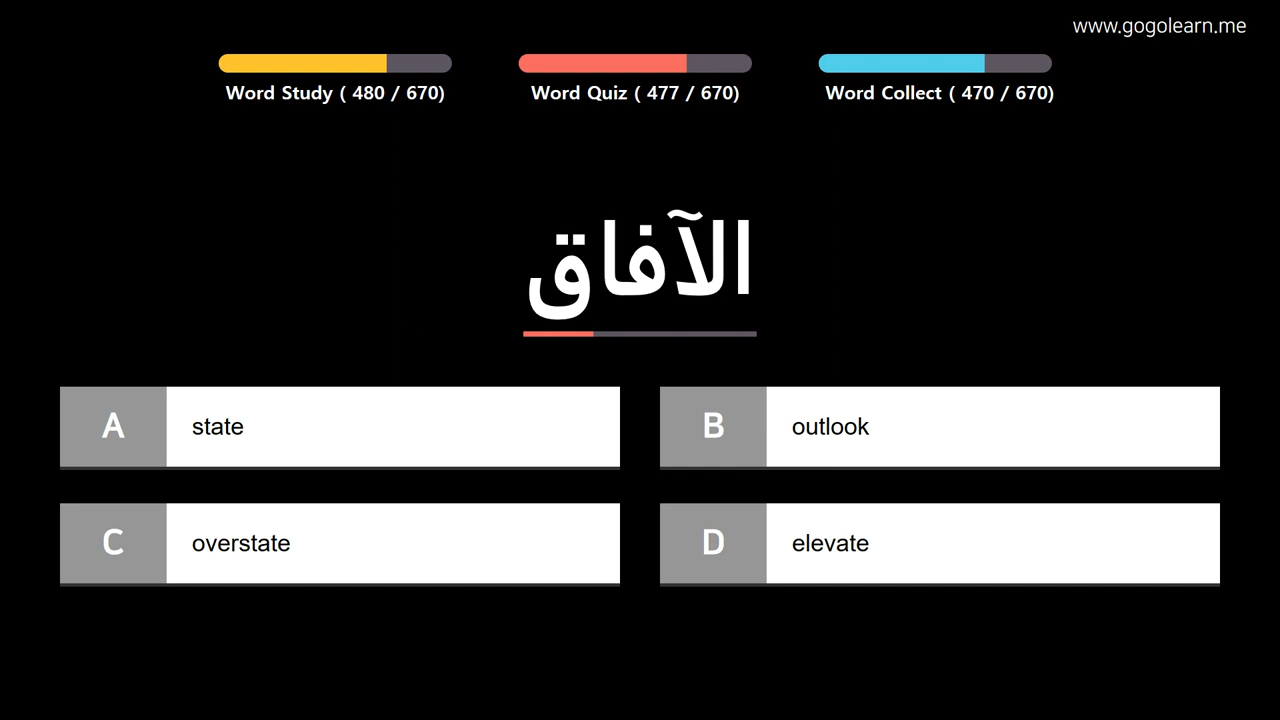 www.gogolearn.me
Word Study ( 480 / 670)
Word Quiz ( 477 / 670)
Word Collect ( 470 / 670)
الآفاق
A state
B outlook
C overstate
D elevate